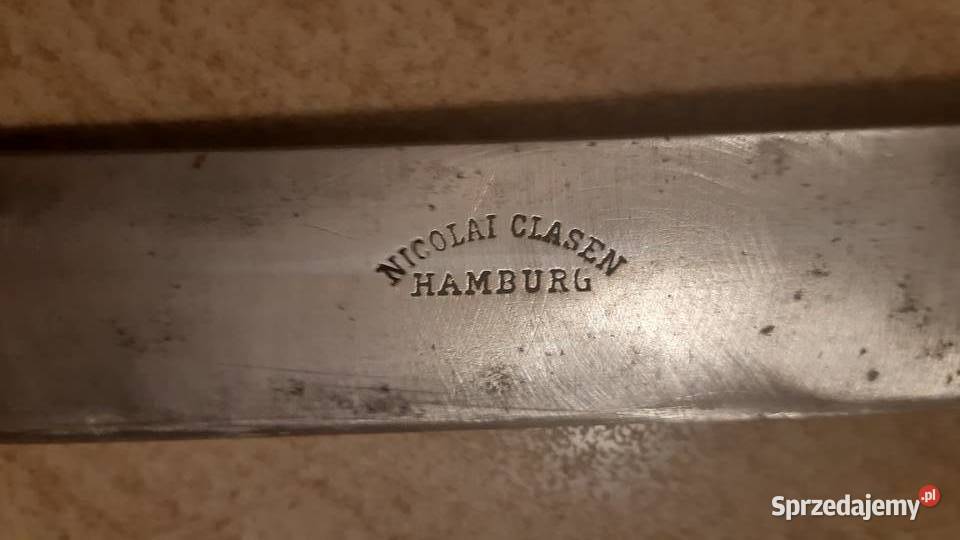 NICOLAI CLASEN
HAMBURG
Sprzedajemy.pl